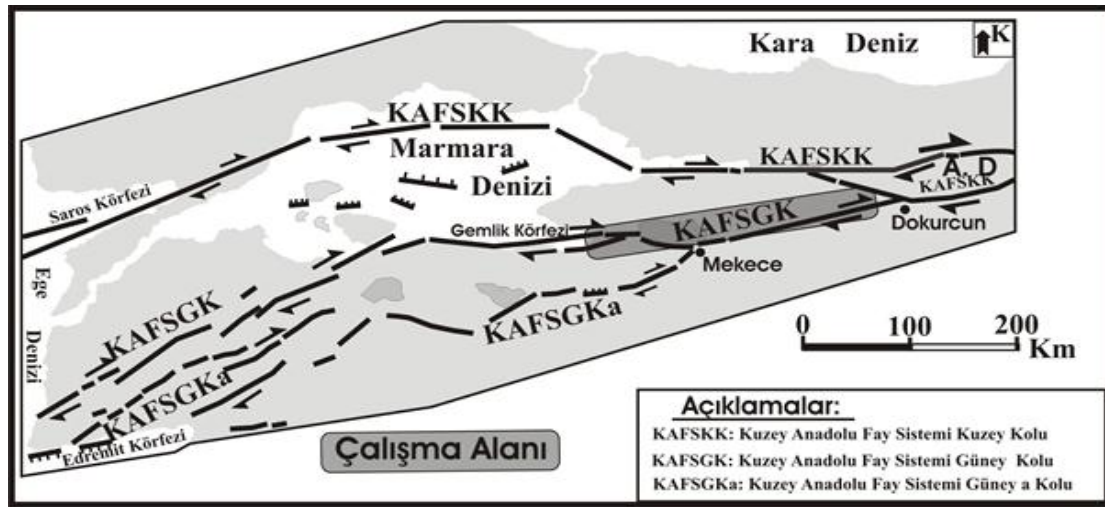 Kara Deniz
K
KAFSKK
Marmara
Denizi
KAFSKK
A. D
KAFSKK
Saros Körfezi
Gemlik Körfezi
KAFSGK
Dokurcun
Mekece
Ege
Denizi
KAFSGK
KAFSGKa
KAFSGKa
Edremit Körfezi
0 100 200
Km
Çalışma Alanı
Açıklamalar:
KAFSKK: Kuzey Anadolu Fay Sistemi Kuzey Kolu
KAFSGK: Kuzey Anadolu Fay Sistemi Güney Kolu
KAFSGKa: Kuzey Anadolu Fay Sistemi Güney a Kolu